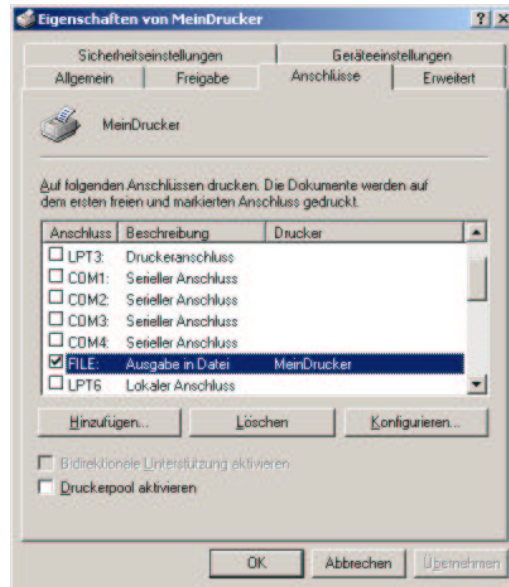 Eigenschaften von MeinDrucker
Sicherheitseinstellungen Geräteeinstellungen
Allgemein Freigabe Anschlüsse Erweitert
MeinDrucker
Auf folgenden Anschlüssen drucken. Die Dokumente werden auf
dem ersten freien und markierten Anschluss gedruckt.
Anschluss Beschreibung Drucker
LPT3: Druckeranschluss
COM1: Serieller Anschluss
COM2: Serieller Anschluss
COM3: Serieller Anschluss
COM4: Serieller Anschluss
FILE: Ausgabe in Datei MeinDrucker
LPT6 Lokaler Anschluss
Hinzufügen... Löschen Konfigurieren...
Bidirektionale Unterstützung aktivieren
Druckerpool aktivieren
OK Abbrechen Übernehmen